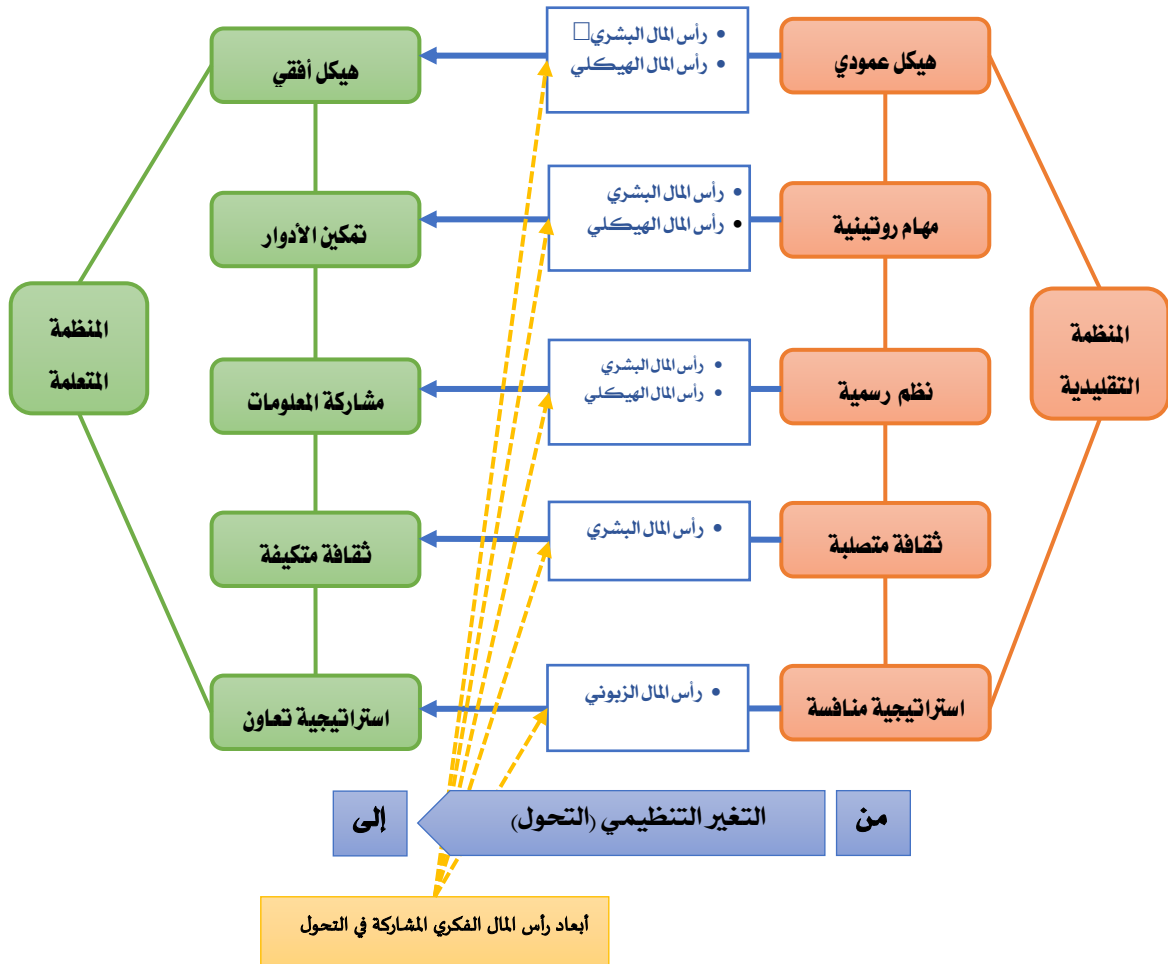 هيكل عمودي
• رأس المال البشري□
• رأس المال الهيكلي
هيكل أفقي
مهام روتينية
• رأس المال البشري
• رأس المال الهيكلي
تمكين الأدوار
المنظمة
التقليدية
نظم رسمية
• رأس المال البشري
• رأس المال الهيكلي
مشاركة المعلومات
المنظمة
المتعلمة
ثقافة متصلبة
• رأس المال البشري
ثقافة متكيفة
استراتيجية منافسة
• رأس المال الزبوني
استراتيجية تعاون
من
التغير التنظيمي (التحول)
إلى
أبعاد رأس المال الفكري المشاركة في التحول